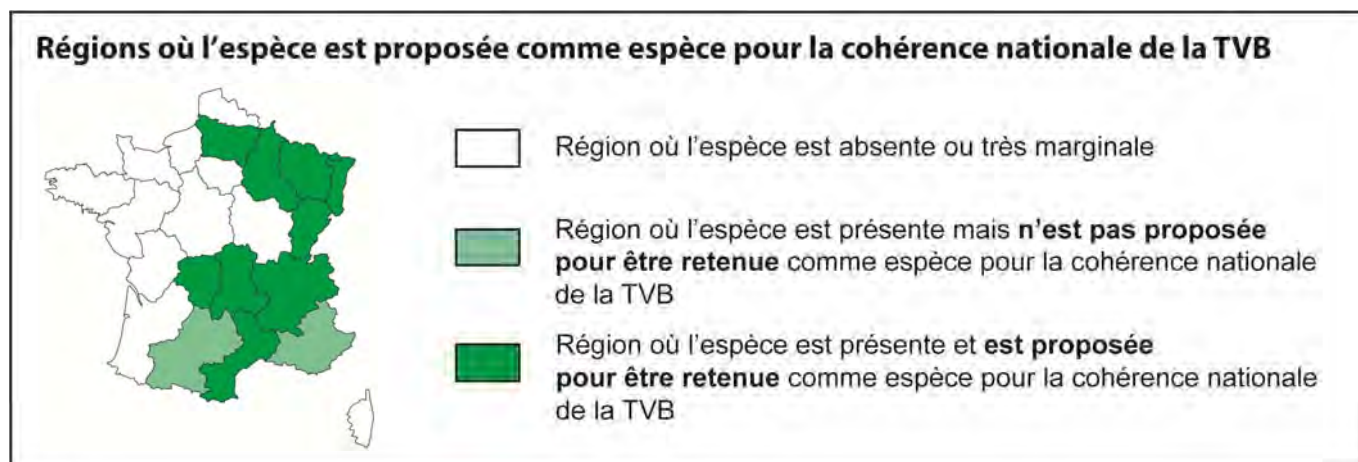 Régions où l'espèce est proposée comme espèce pour la cohérence nationale de la TVB
Région où l'espèce est absente ou très marginale
Région où l'espèce est présente mais n'est pas proposée
pour être retenue comme espèce pour la cohérence nationale
de la TVB
Région où l'espèce est présente et est proposée
pour être retenue comme espèce pour la cohérence nationale
de la TVB